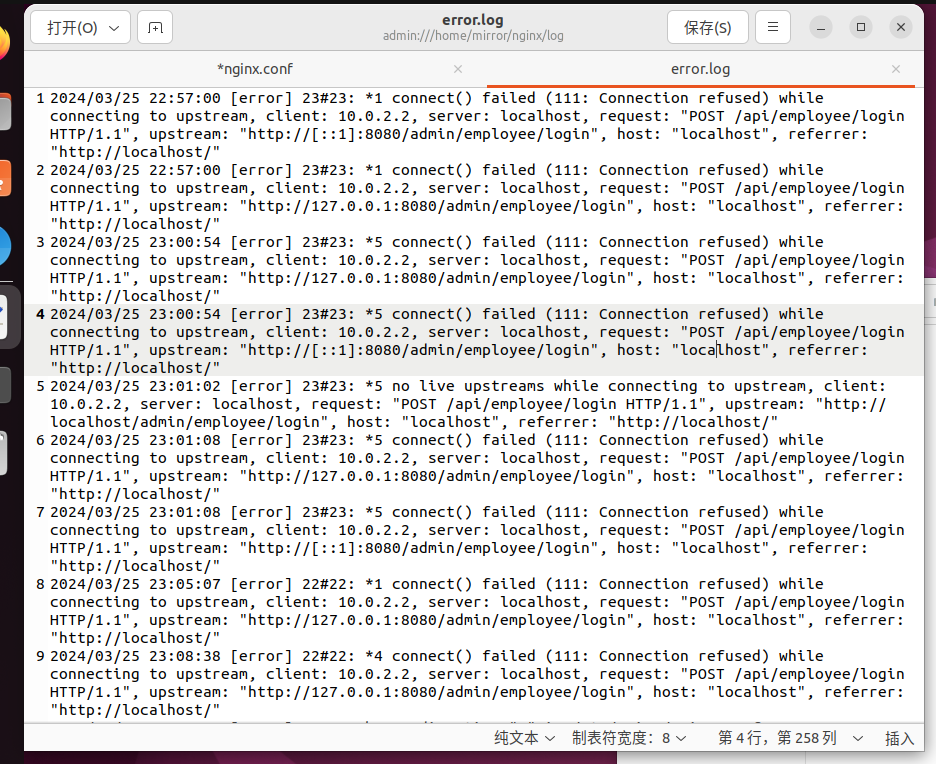 打开(O)
error.log
admin:///home/mirror/nginx/log
保存(S)
*nginx.conf
error.log
1 2024/03/25 22:57:00 [error] 23#23: *1 connect() failed (111: Connection refused) while
connecting to upstream, client: 10.0.2.2, server: localhost, request: "POST /api/employee/login
HTTP/1.1", upstream: "http://[::1]:8080/admin/employee/login", host: "localhost", referrer:
"http://localhost/"
2 2024/03/25 22:57:00 [error] 23#23: *1 connect() failed (111: Connection refused) while
connecting to upstream, client: 10.0.2.2, server: localhost, request: "POST /api/employee/login
HTTP/1.1", upstream: "http://127.0.0.1:8080/admin/employee/login", host: "localhost", referrer:
"http://localhost/"
3 2024/03/25 23:00:54 [error] 23#23: *5 connect() failed (111: Connection refused) while
connecting to upstream, client: 10.0.2.2, server: localhost, request: "POST /api/employee/login
HTTP/1.1", upstream: "http://127.0.0.1:8080/admin/employee/login", host: "localhost", referrer:
"http://localhost/"
4 2024/03/25 23:00:54 [error] 23#23: *5 connect() failed (111: Connection refused) while
connecting to upstream, client: 10.0.2.2, server: localhost, request: "POST /api/employee/login
HTTP/1.1", upstream: "http://[::1]:8080/admin/employee/login", host: "localhost", referrer:
"http://localhost/"
5 2024/03/25 23:01:02 [error] 23#23: *5 no live upstreams while connecting to upstream, client:
10.0.2.2, server: localhost, request: "POST /api/employee/login HTTP/1.1", upstream: "http://
localhost/admin/employee/login", host: "localhost", referrer: "http://localhost/"
6 2024/03/25 23:01:08 [error] 23#23: *5 connect() failed (111: Connection refused) while
connecting to upstream, client: 10.0.2.2, server: localhost, request: "POST /api/employee/login
HTTP/1.1", upstream: "http://127.0.0.1:8080/admin/employee/login", host: "localhost", referrer:
"http://localhost/"
7 2024/03/25 23:01:08 [error] 23#23: *5 connect() failed (111: Connection refused) while
connecting to upstream, client: 10.0.2.2, server: localhost, request: "POST /api/employee/login
HTTP/1.1", upstream: "http://[::1]:8080/admin/employee/login", host: "localhost", referrer:
"http://localhost/"
8 2024/03/25 23:05:07 [error] 22#22: *1 connect() failed (111: Connection refused) while
connecting to upstream, client: 10.0.2.2, server: localhost, request: "POST /api/employee/login
HTTP/1.1", upstream: "http://127.0.0.1:8080/admin/employee/login", host: "localhost", referrer:
"http://localhost/"
9 2024/03/25 23:08:38 [error] 22#22: *4 connect() failed (111: Connection refused) while
connecting to upstream, client: 10.0.2.2, server: localhost, request: "POST /api/employee/login
HTTP/1.1", upstream: "http://127.0.0.1:8080/admin/employee/login", host: "localhost", referrer:
"http://localhost/"
纯文本 制表符宽度：8 第 4 行，第 258 列 插入